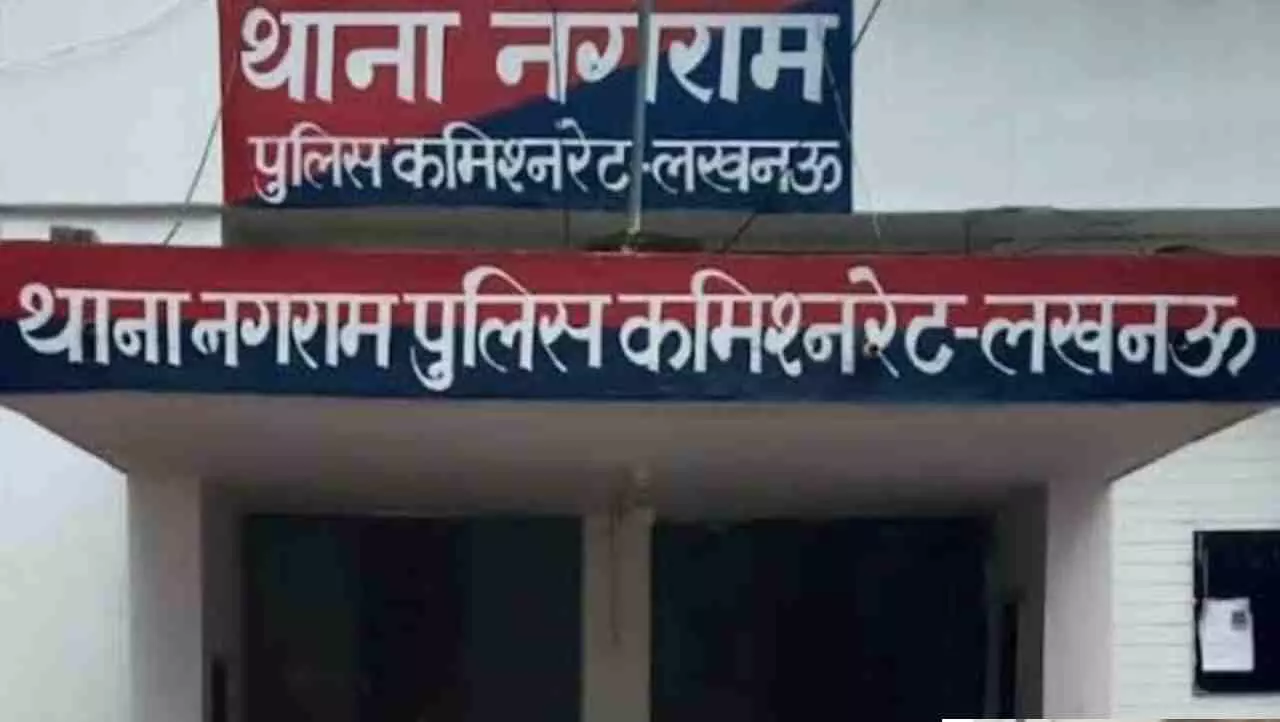 थाना नगराम
पुलिस कमिश्नरेट-लखनऊ
थाना नगराम पुलिस कमिश्नरेट-लखनऊ